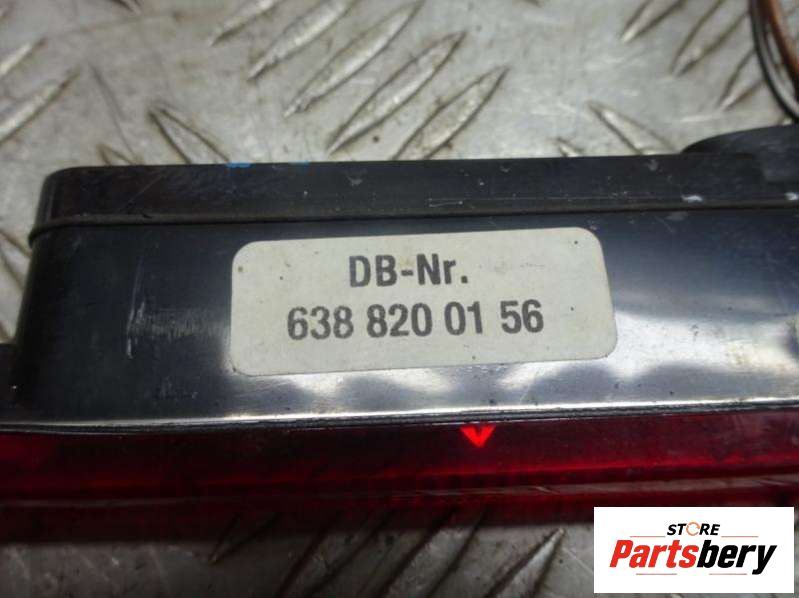 DB-Nr.
638 820 01 56
STORE
Partsbery